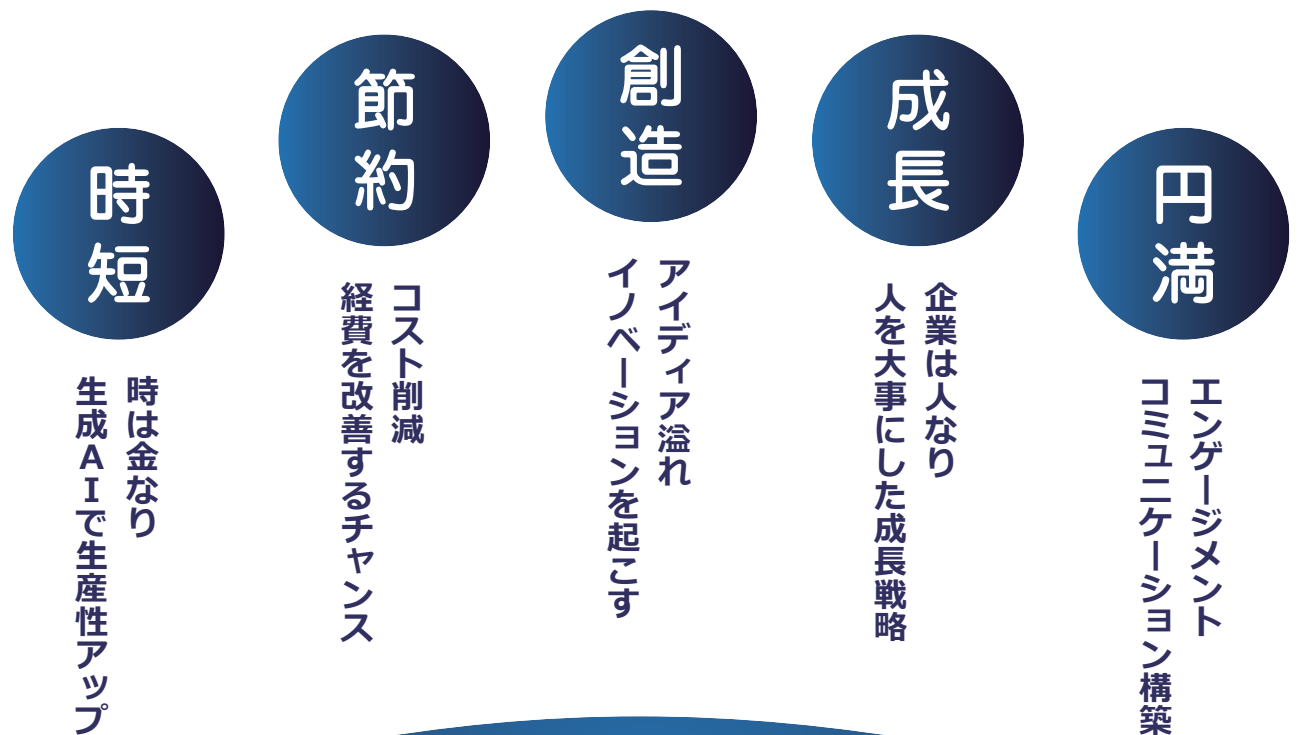 時短
時は金なり
生成AIで生産性アップ
節約
コスト削減
経費を改善するチャンス
創造
アイディア溢れ
イノベーションを起こす
成長
企業は人なり
人を大事にした成長戦略
円満
エンゲージメント
コミュニケーション構築